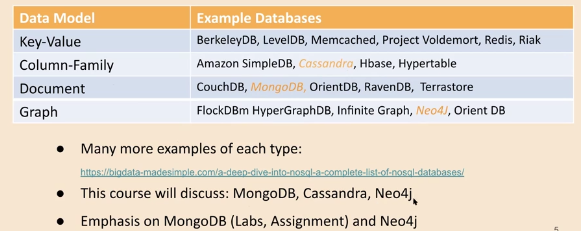 Data Model Example Databases
Key-Value BerkeleyDB, LevelDB, Memcached, Project Voldemort, Redis, Riak
Column-Family Amazon SimpleDB, Cassandra, Hbase, Hypertable
Document CouchDB, MongoDB, OrientDB, RavenDB, Terrastore
Graph FlockDBm HyperGraphDB, Infinite Graph, Neo4J, Orient DB
● Many more examples of each type:
https://bigdata-madesimple.com/a-deep-dive-into-nosql-a-complete-list-of-nosql-databases/
● This course will discuss: MongoDB, Cassandra, Neo4j
● Emphasis on MongoDB (Labs, Assignment) and Neo4j
5